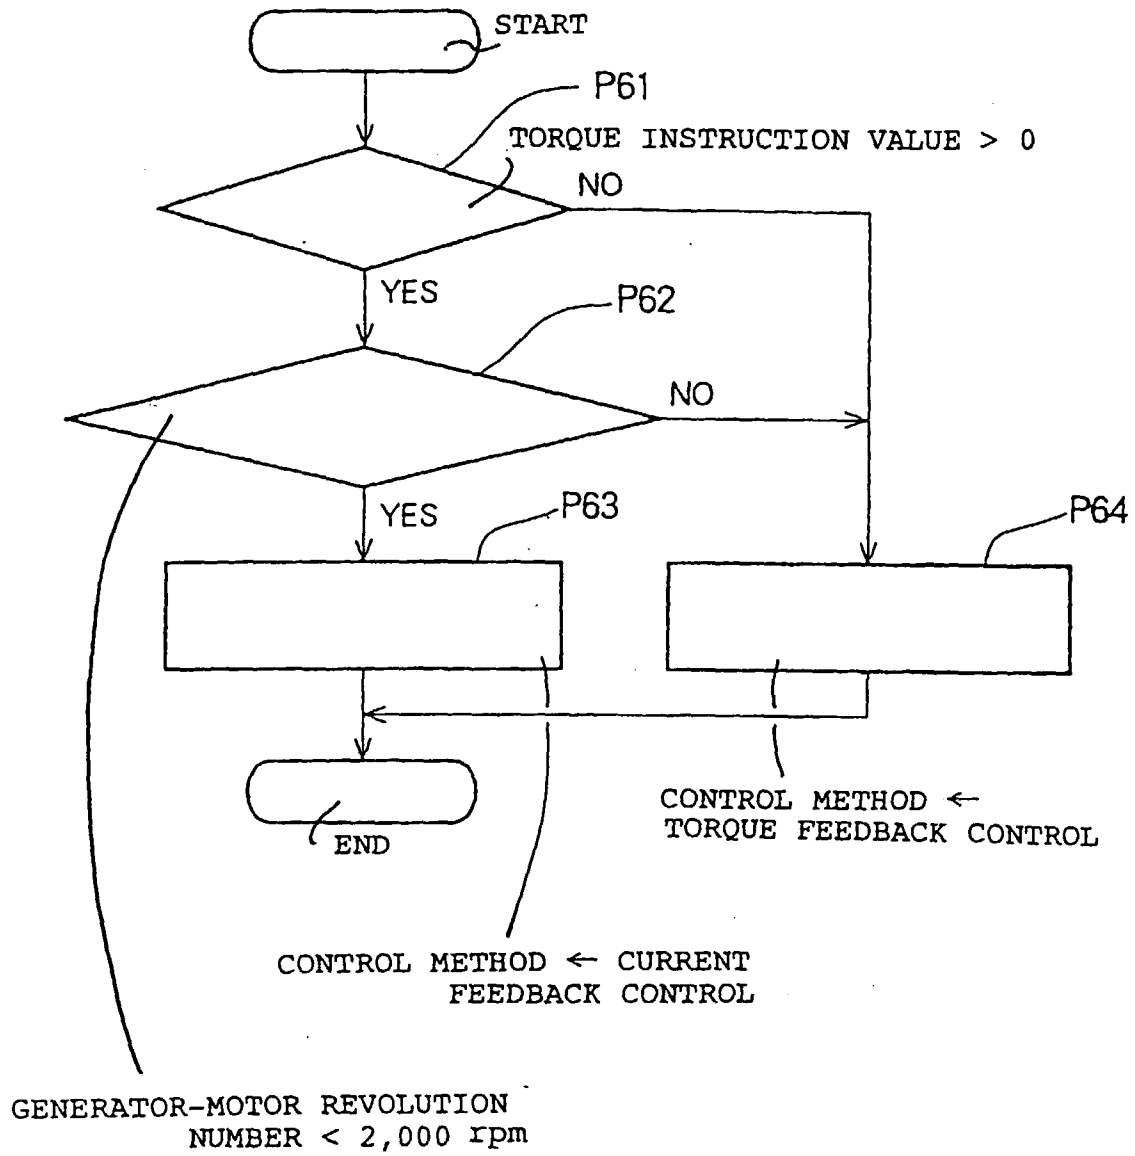 START
P61
TORQUE INSTRUCTION VALUE > 0
NO
YES
P62
NO
YES
P63
P64
CONTROL METHOD ←
TORQUE FEEDBACK CONTROL
END
CONTROL METHOD ← CURRENT
FEEDBACK CONTROL
GENERATOR-MOTOR REVOLUTION
NUMBER < 2,000 rpm